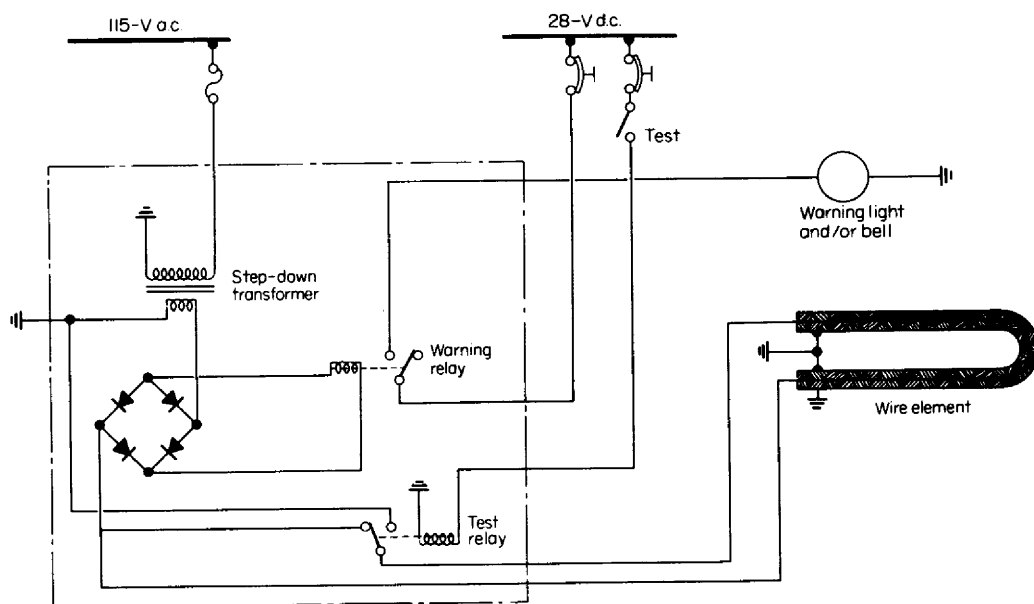 115-V a.c.
28-V d.c.
Test
Warning light
and/or bell
Step-down
transformer
Warning
relay
Wire element
Test
relay